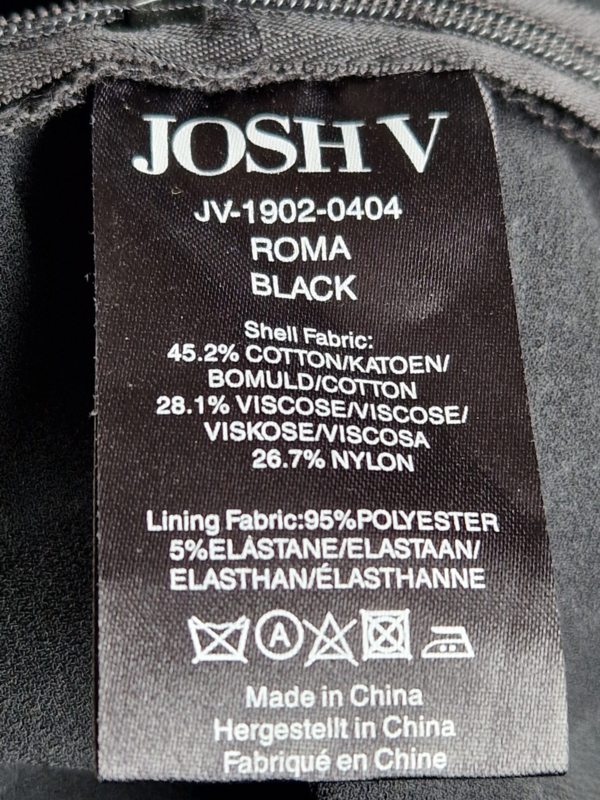 JOSH V
JV-1902-0404
ROMA
BLACK
Shell Fabric:
45.2% COTTON/KATOEN/
BOMULD/COTTON
28.1% VISCOSE/VISCOSE/
VISKOSE/VISCOSA
26.7% NYLON
Lining Fabric:95%POLYESTER
5%ELASTANE/ELASTAAN/
ELASTHAN/ÉLASTHANNE
A
Made in China
Hergestellt in China
Fabriqué en Chine